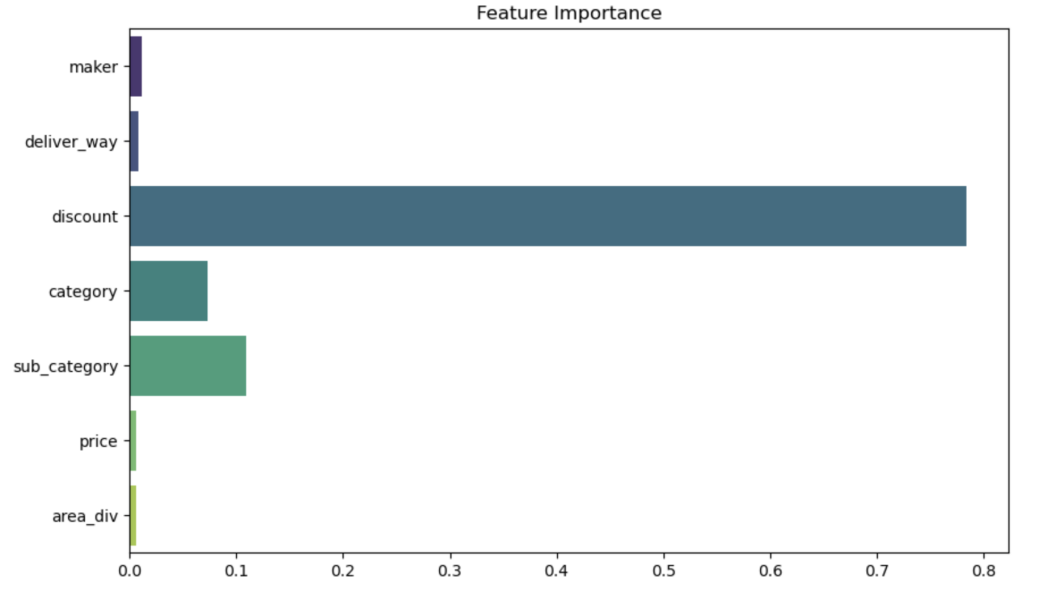 Feature Importance
maker
deliver_way
discount
category
sub_category
price
area_div
0.0 0.1 0.2 0.3 0.4 0.5 0.6 0.7 0.8